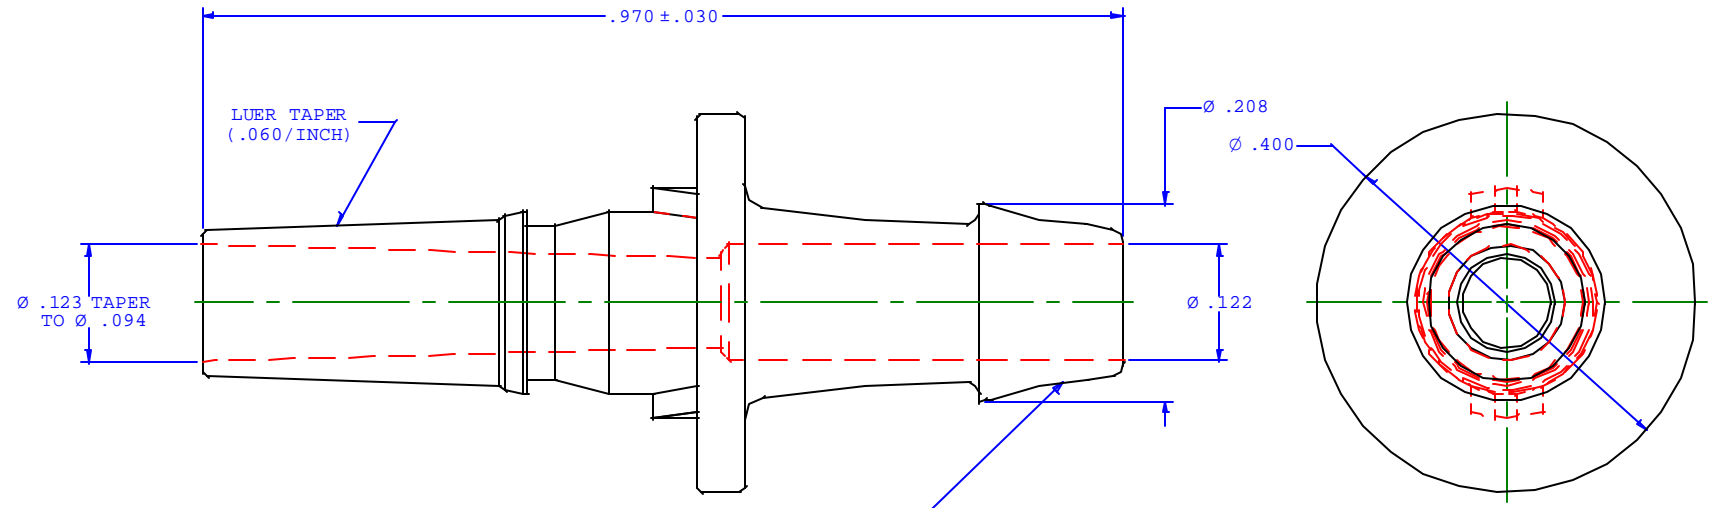 .970 ±.030
LUER TAPER
(.060/INCH)
Ø .208
Ø .400
Ø .123 TAPER
TO Ø .094
Ø .122